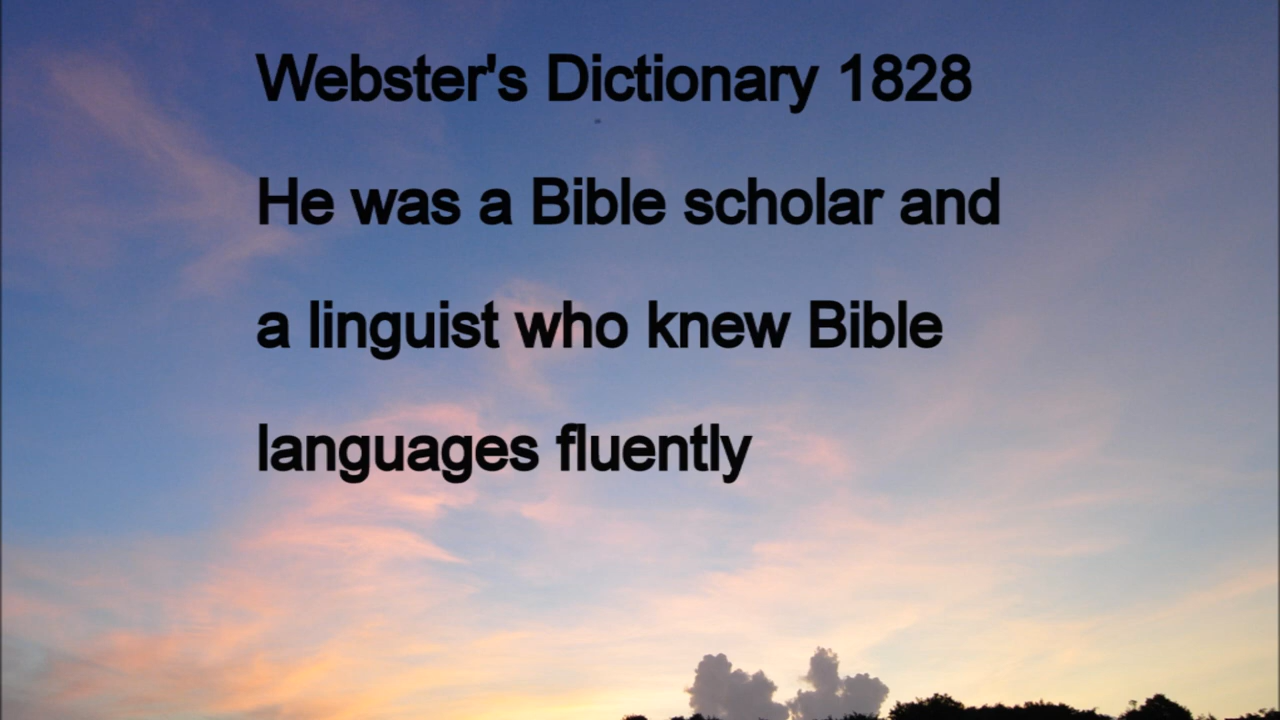 Webster's Dictionary 1828
He was a Bible scholar and
a linguist who knew Bible
languages fluently